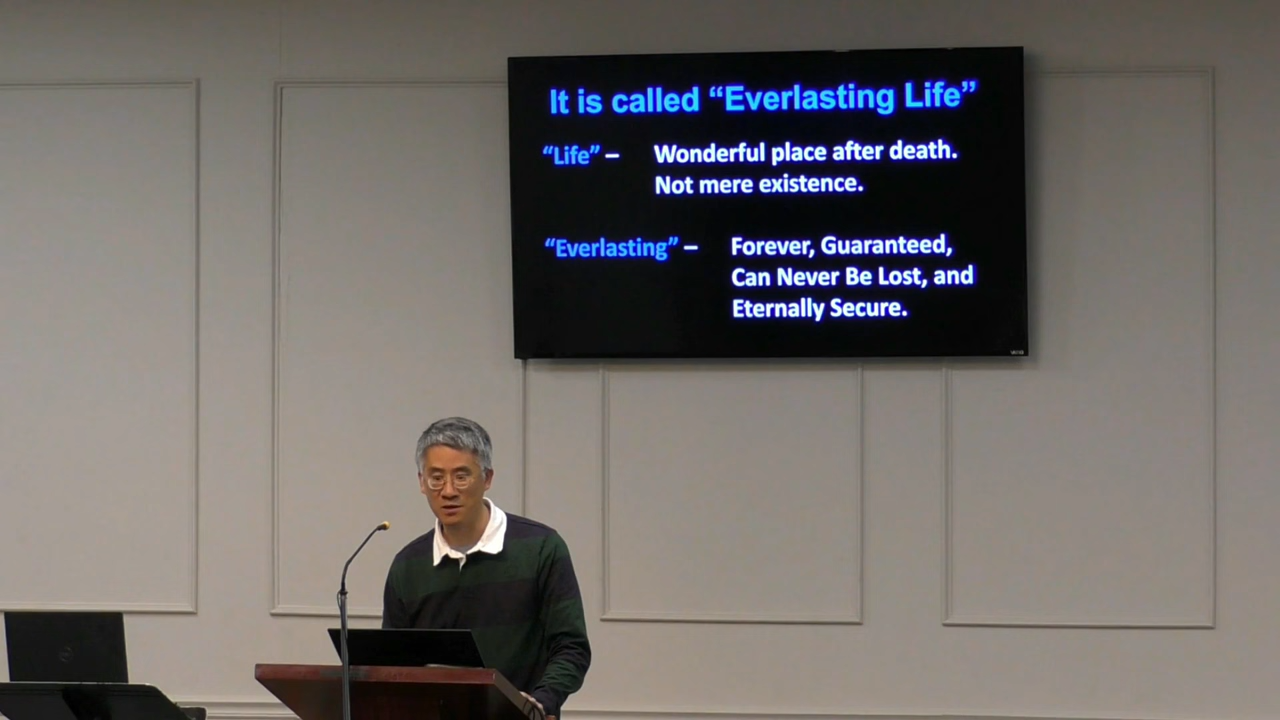 It is called “Everlasting Life”
“Life” – Wonderful place after death.
Not mere existence.
“Everlasting” – Forever, Guaranteed,
Can Never Be Lost, and
Eternally Secure.